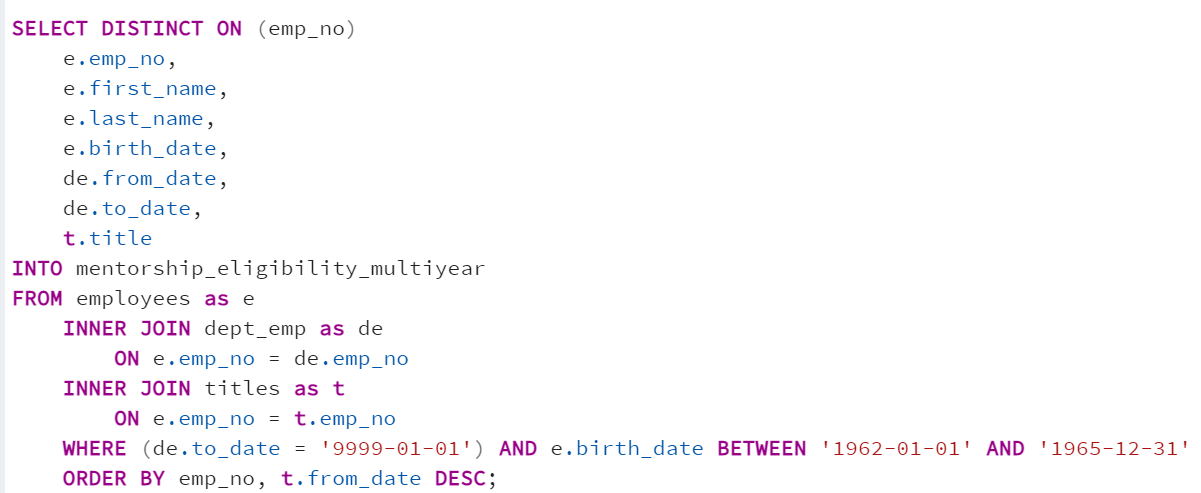 SELECT DISTINCT ON (emp_no)
    e.emp_no,
    e.first_name,
    e.last_name,
    e.birth_date,
    de.from_date,
    de.to_date,
    t.title
INTO mentorship_eligibility_multiyear
FROM employees as e
    INNER JOIN dept_emp as de
        ON e.emp_no = de.emp_no
    INNER JOIN titles as t
        ON e.emp_no = t.emp_no
    WHERE (de.to_date = '9999-01-01') AND e.birth_date BETWEEN '1962-01-01' AND '1965-12-31'
    ORDER BY emp_no, t.from_date DESC;